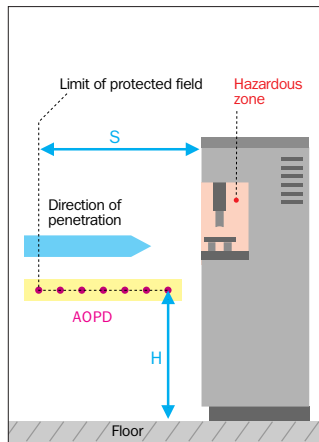 Limit of protected field
Hazardous
zone
S
Direction of
penetration
AOPD
H
Floor